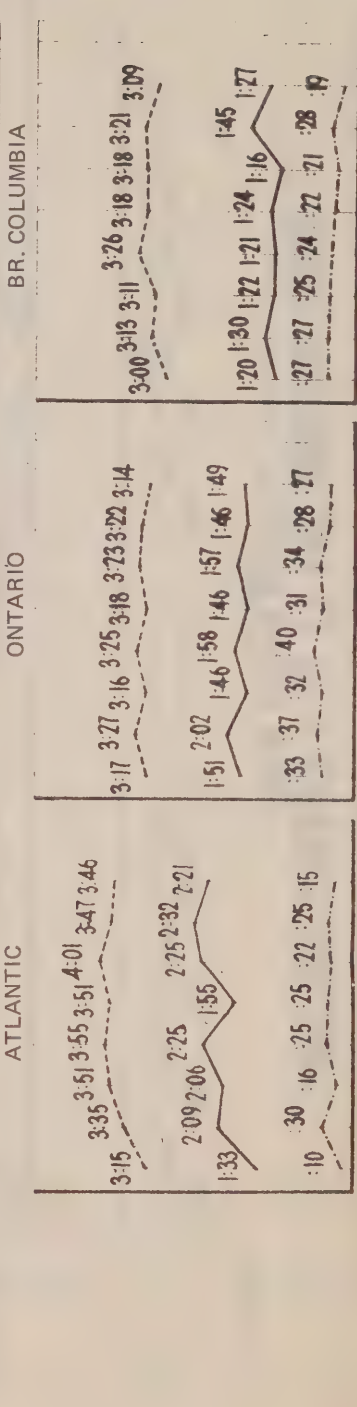 ATLANTIC
3:15 3:35 3:51 3:55 3:51 4:01 3:47 3:46
1:33 2:09 2:06 2:25 1:55 2:25 2:32 2:21
:10 :30 :16 :25 :25 :22 :25 :15
ONTARIO
3:17 3:27 3:16 3:25 3:18 3:23 3:22 3:14
1:51 2:02 1:46 1:58 1:46 1:57 1:46 1:49
:33 :37 :32 :40 :31 :34 :28 :27
BR. COLUMBIA
3:00 3:13 3:11 3:26 3:18 3:18 3:21 3:09
1:20 1:30 1:22 1:21 1:24 1:16 1:45 1:27
:27 :27 :25 :24 :22 :21 :28 :19